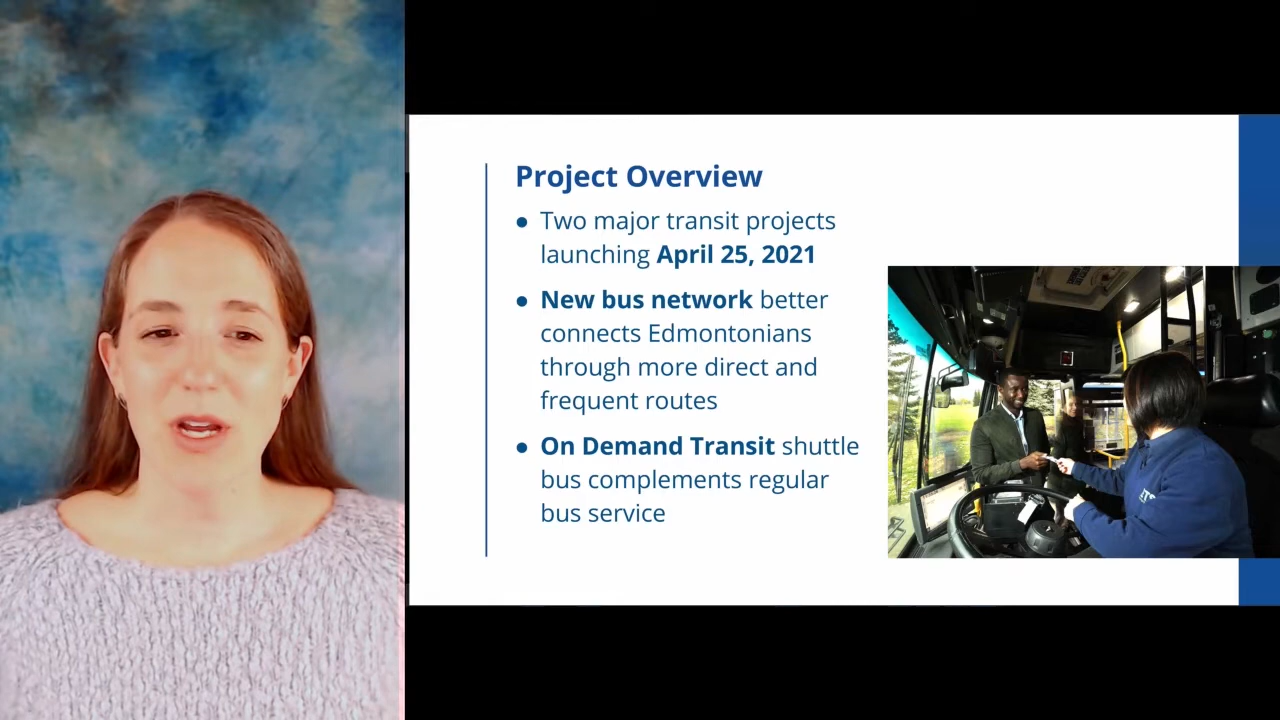 Project Overview
● Two major transit projects
launching April 25, 2021
● New bus network better
connects Edmontonians
through more direct and
frequent routes
● On Demand Transit shuttle
bus complements regular
bus service